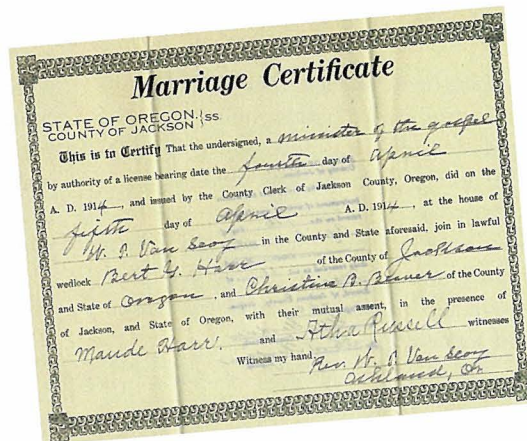 Marriage Certificate
STATE OF OREGON, } ss
COUNTY OF JACKSON
This is to Certify That the undersigned, a minister of the gospel
by authority of a license bearing date the fourth day of April
A. D. 1914, and issued by the County Clerk of Jackson County, Oregon, did on the
fifth day of April A. D. 1914, at the house of
W. J. Van Scoy in the County and State aforesaid, join in lawful
wedlock Bert G. Harr of the County of Jackson
and State of Oregon, and Christina B. Beaver of the County
of Jackson, and State of Oregon, with their mutual assent, in the presence of
Maude Harr. and Atha Russell witnesses
Witness my hand, Rev. W. J. Van Scoy
Ashland, Or.